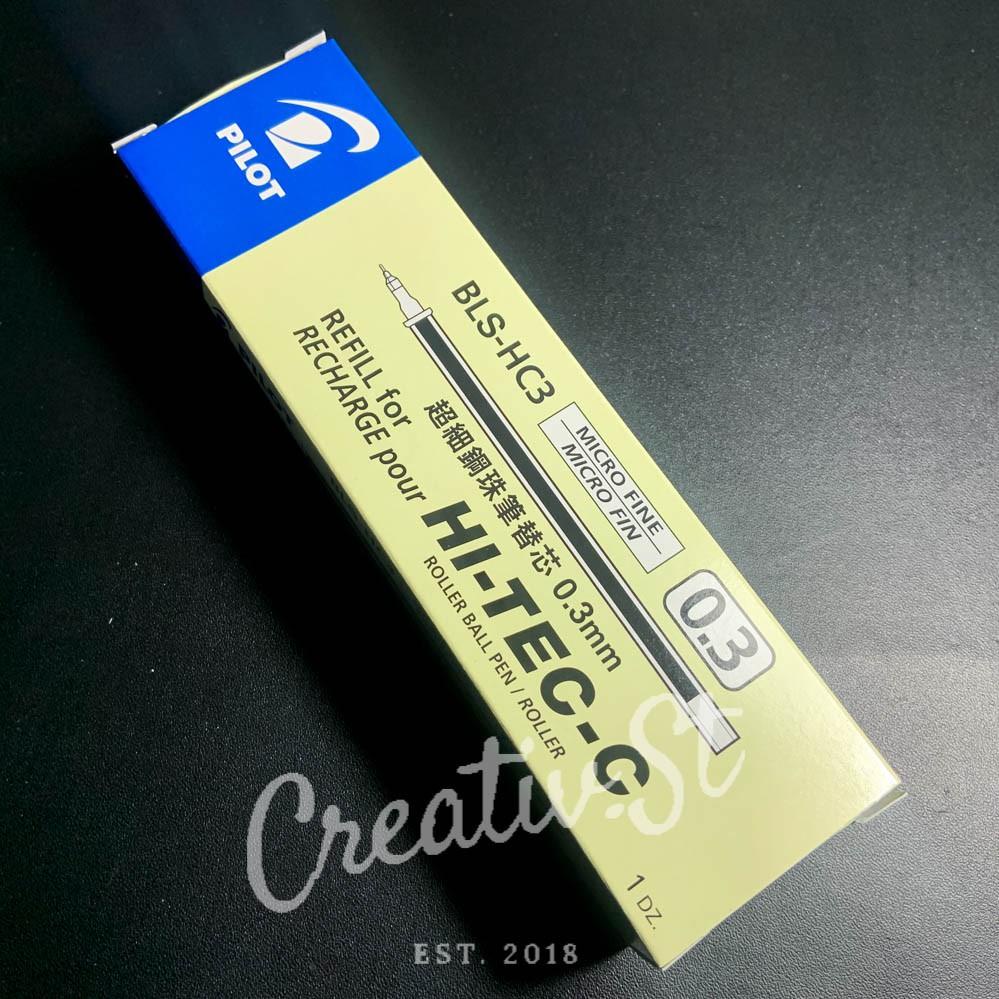 PILOT
BLS-HC3
MICRO FINE
MICRO FIN
0.3
REFILL for
RECHARGE pour
超細鋼珠筆替芯 0.3mm
HI-TEC-C
ROLLER BALL PEN / ROLLER
1 DZ.
Creativ.St
EST. 2018